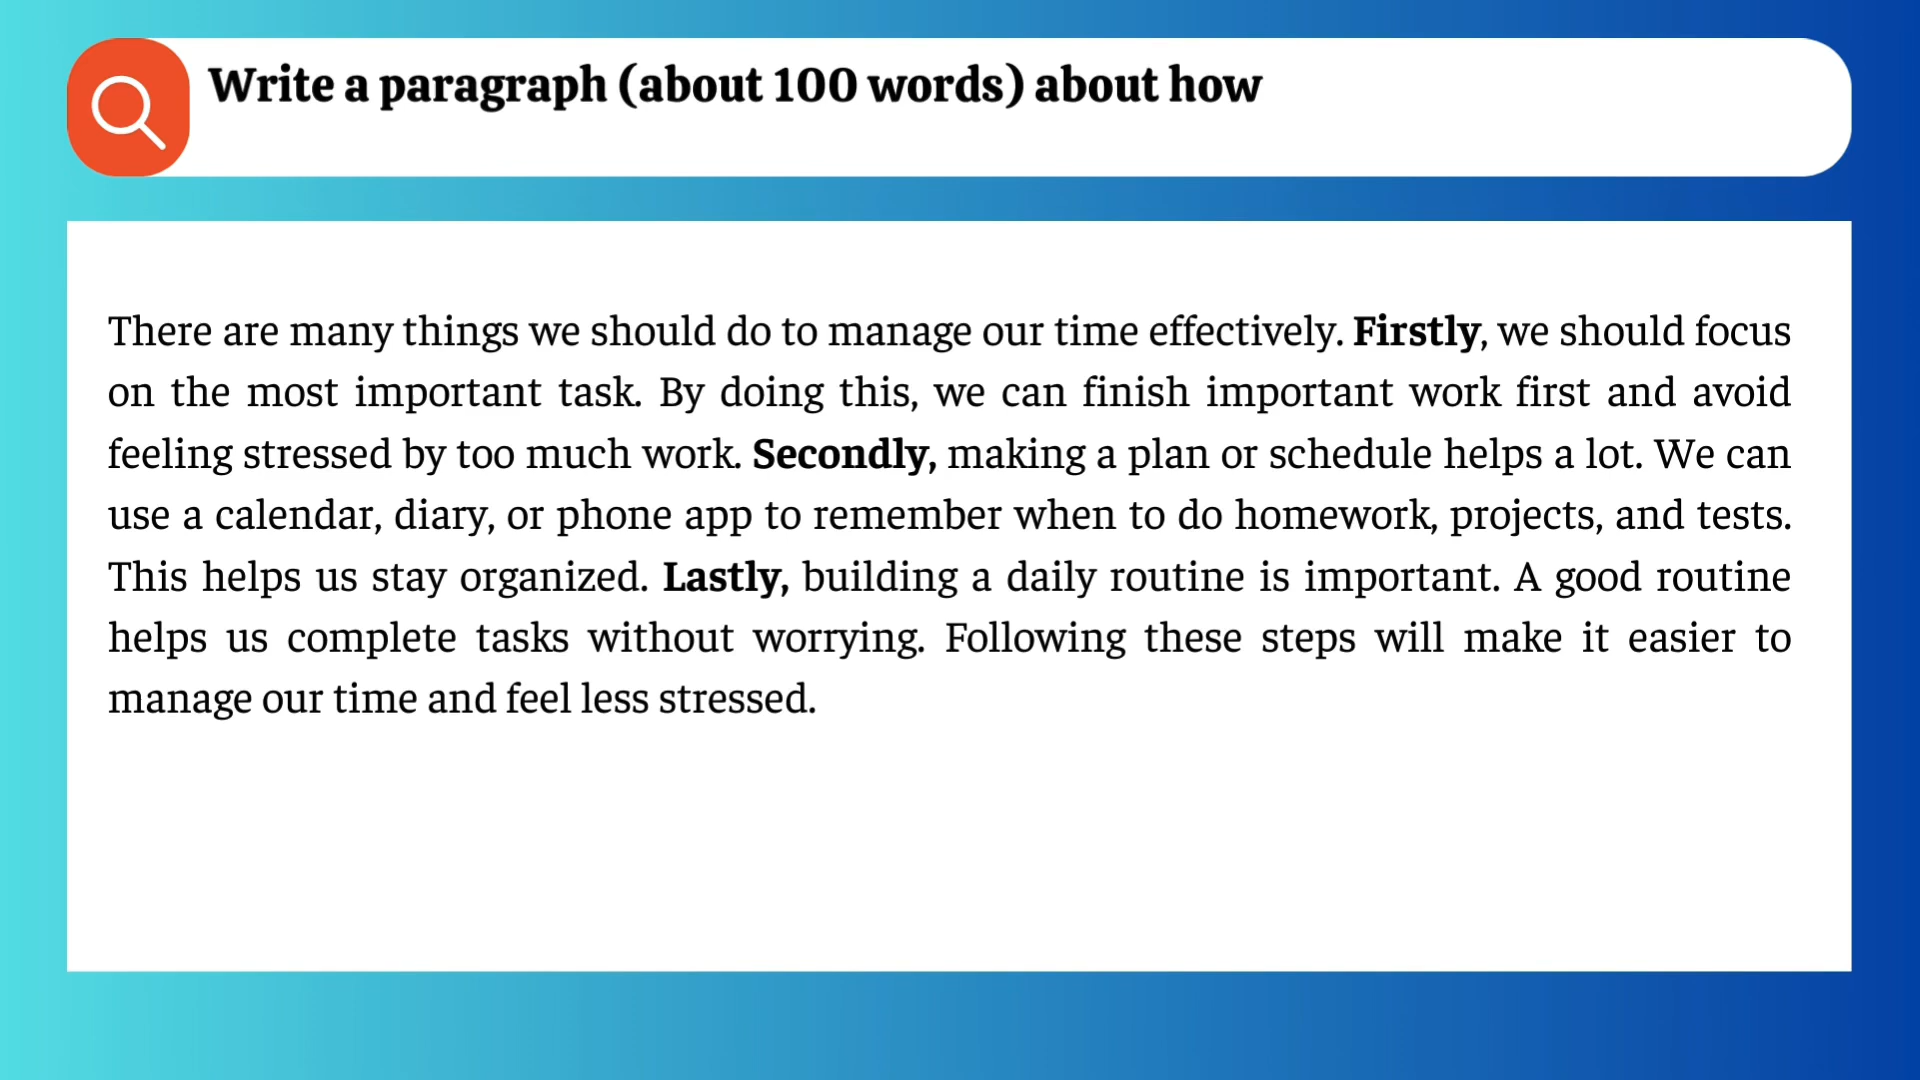 Write a paragraph (about 100 words) about how
There are many things we should do to manage our time effectively. Firstly, we should focus
on the most important task. By doing this, we can finish important work first and avoid
feeling stressed by too much work. Secondly, making a plan or schedule helps a lot. We can
use a calendar, diary, or phone app to remember when to do homework, projects, and tests.
This helps us stay organized. Lastly, building a daily routine is important. A good routine
helps us complete tasks without worrying. Following these steps will make it easier to
manage our time and feel less stressed.